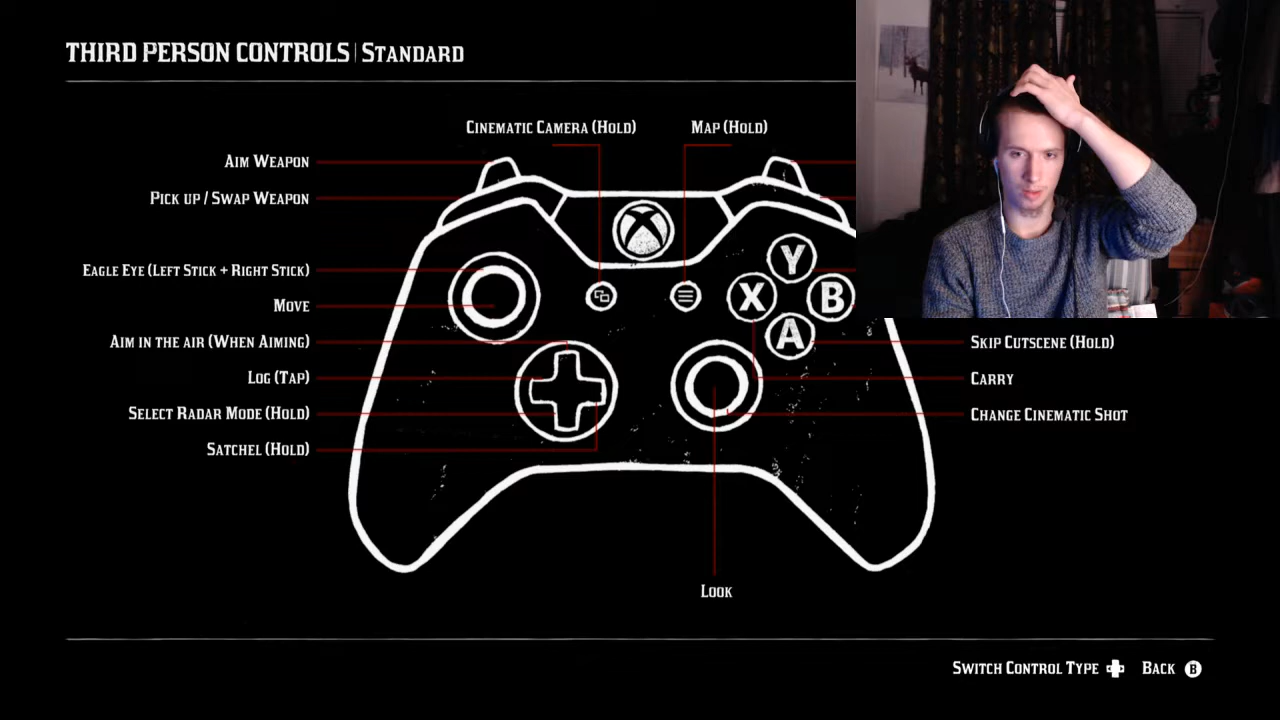 THIRD PERSON CONTROLS | STANDARD
CINEMATIC CAMERA (HOLD)
MAP (HOLD)
AIM WEAPON
PICK UP / SWAP WEAPON
EAGLE EYE (LEFT STICK + RIGHT STICK)
MOVE
AIM IN THE AIR (WHEN AIMING)
LOG (TAP)
SELECT RADAR MODE (HOLD)
SATCHEL (HOLD)
Y
X
B
A
SKIP CUTSCENE (HOLD)
CARRY
CHANGE CINEMATIC SHOT
LOOK
SWITCH CONTROL TYPE
BACK B